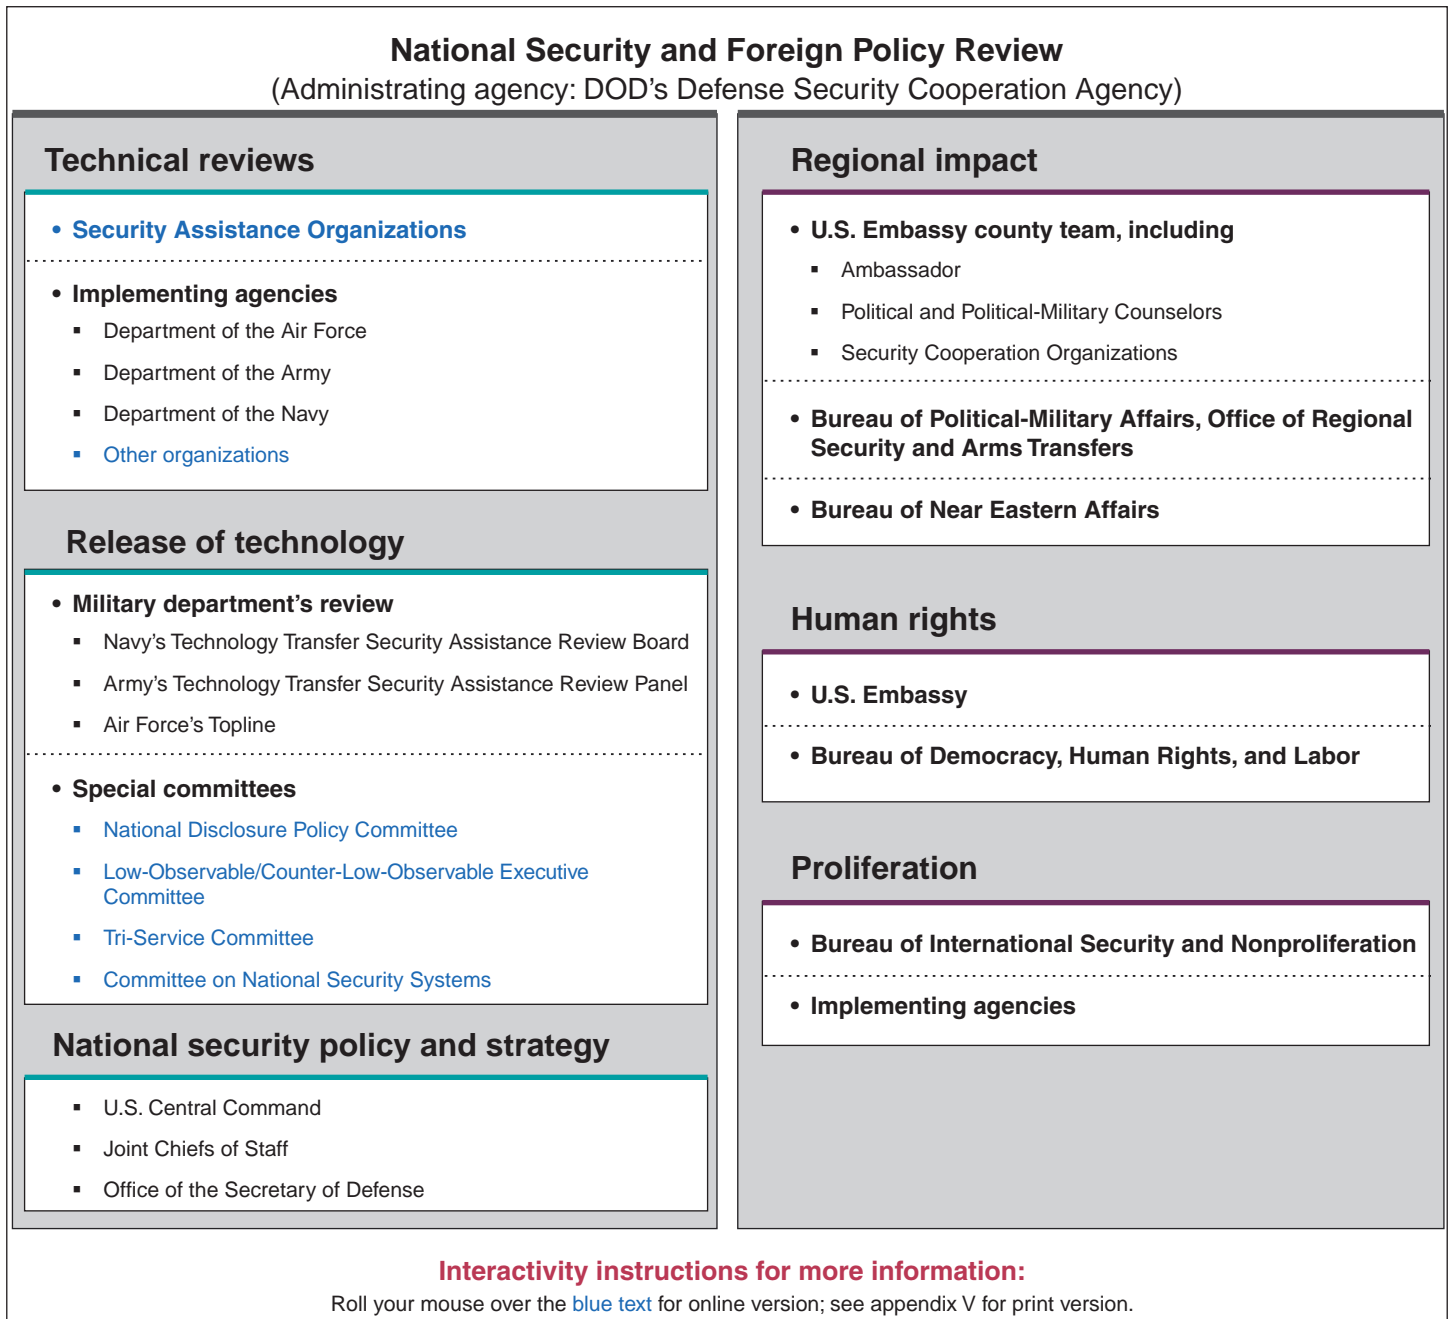 National Security and Foreign Policy Review
(Administrating agency: DOD's Defense Security Cooperation Agency)
Technical reviews
• Security Assistance Organizations
• Implementing agencies
▪ Department of the Air Force
▪ Department of the Army
▪ Department of the Navy
▪ Other organizations
Release of technology
• Military department's review
▪ Navy's Technology Transfer Security Assistance Review Board
▪ Army's Technology Transfer Security Assistance Review Panel
▪ Air Force's Topline
• Special committees
▪ National Disclosure Policy Committee
▪ Low-Observable/Counter-Low-Observable Executive
Committee
▪ Tri-Service Committee
▪ Committee on National Security Systems
National security policy and strategy
▪ U.S. Central Command
▪ Joint Chiefs of Staff
▪ Office of the Secretary of Defense
Regional impact
• U.S. Embassy county team, including
▪ Ambassador
▪ Political and Political-Military Counselors
▪ Security Cooperation Organizations
• Bureau of Political-Military Affairs, Office of Regional
Security and Arms Transfers
• Bureau of Near Eastern Affairs
Human rights
• U.S. Embassy
• Bureau of Democracy, Human Rights, and Labor
Proliferation
• Bureau of International Security and Nonproliferation
• Implementing agencies
Interactivity instructions for more information:
Roll your mouse over the blue text for online version; see appendix V for print version.